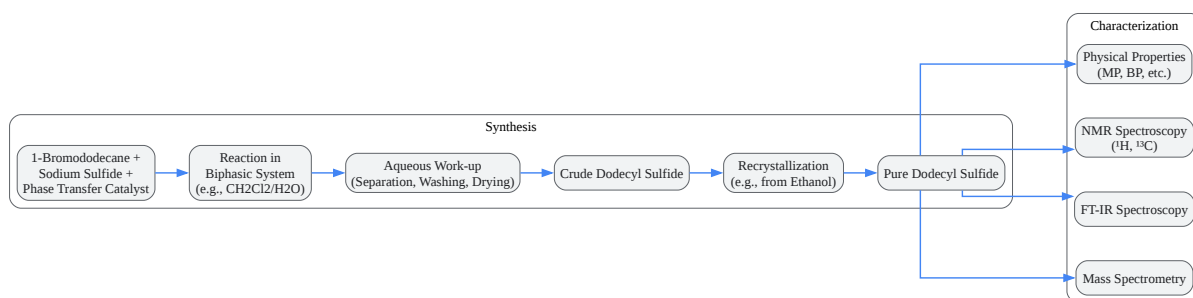 Synthesis
1-Bromododecane +
Sodium Sulfide +
Phase Transfer Catalyst
Reaction in
Biphasic System
(e.g., CH2Cl2/H2O)
Aqueous Work-up
(Separation, Washing, Drying)
Crude Dodecyl Sulfide
Recrystallization
(e.g., from Ethanol)
Pure Dodecyl Sulfide
Characterization
Physical Properties
(MP, BP, etc.)
NMR Spectroscopy
(¹H, ¹³C)
FT-IR Spectroscopy
Mass Spectrometry